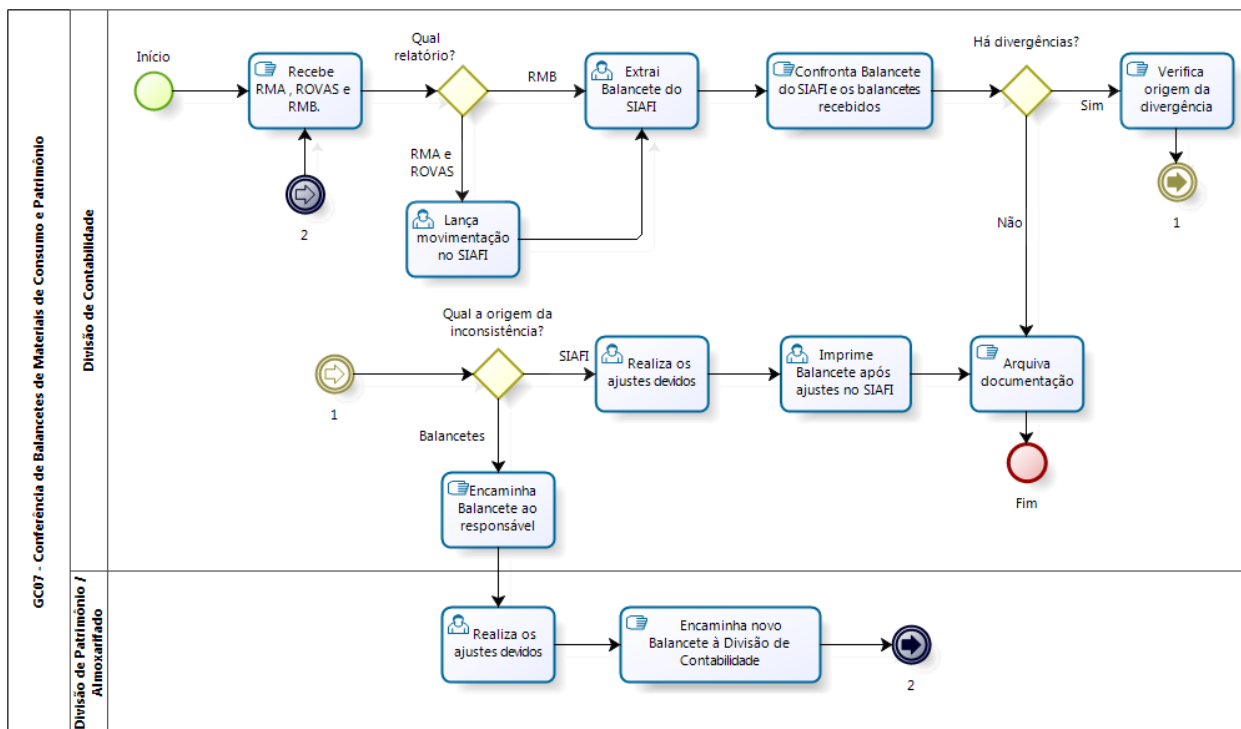 GC07 - Conferência de Balancetes de Materiais de Consumo e Patrimônio
Divisão de Contabilidade
Início
Recebe
RMA , ROVAS e
RMB.
2
Qual
relatório?
RMB
RMA e
ROVAS
Lança
movimentação
no SIAFI
Extrai
Balancete do
SIAFI
Confronta Balancete
do SIAFI e os balancetes
recebidos
Há divergências?
Sim
Não
Verifica
origem da
divergência
1
1
Qual a origem da
inconsistência?
SIAFI
Balancetes
Realiza os
ajustes devidos
Imprime
Balancete após
ajustes no SIAFI
Arquiva
documentação
Fim
Encaminha
Balancete ao
responsável
Divisão de Patrimônio /
Almoxarifado
Realiza os
ajustes devidos
Encaminha novo
Balancete à Divisão de
Contabilidade
2